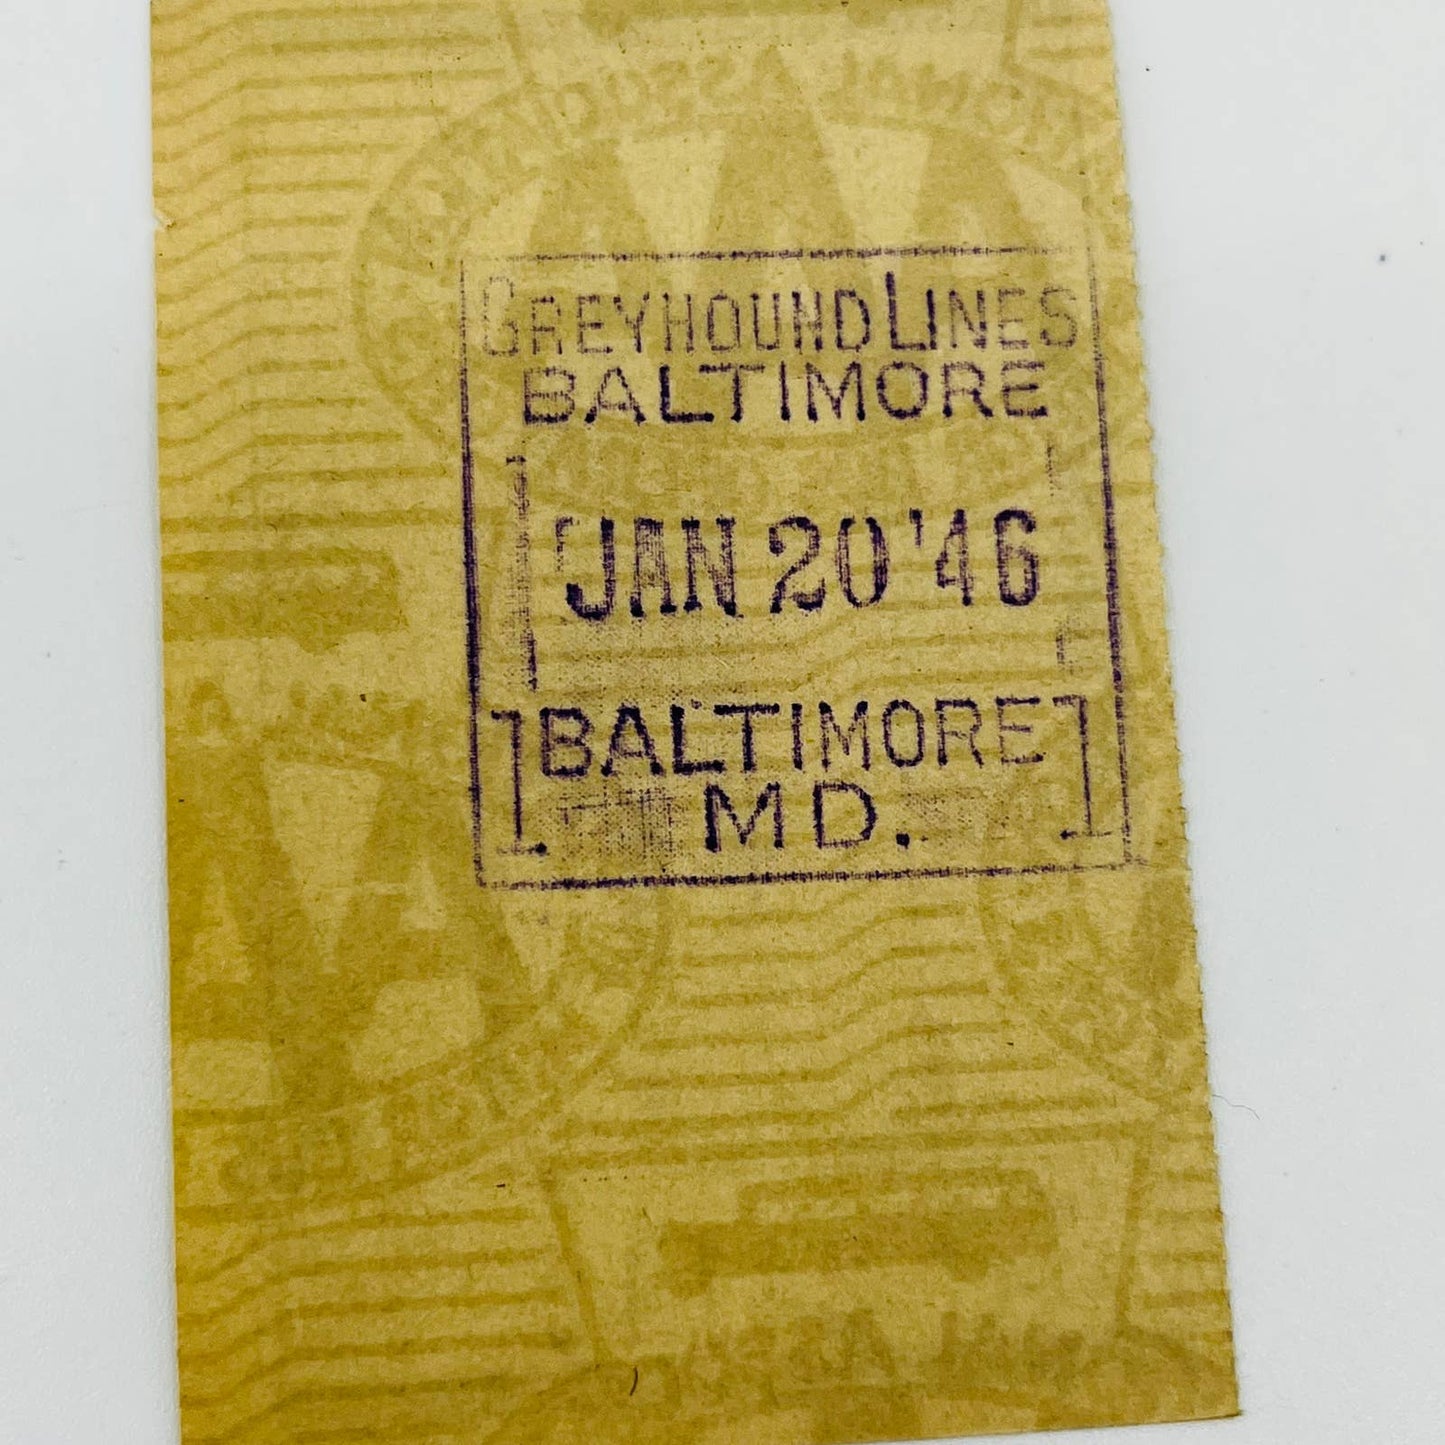 GREYHOUND LINES
BALTIMORE
JAN 20 '46
BALTIMORE
MD.